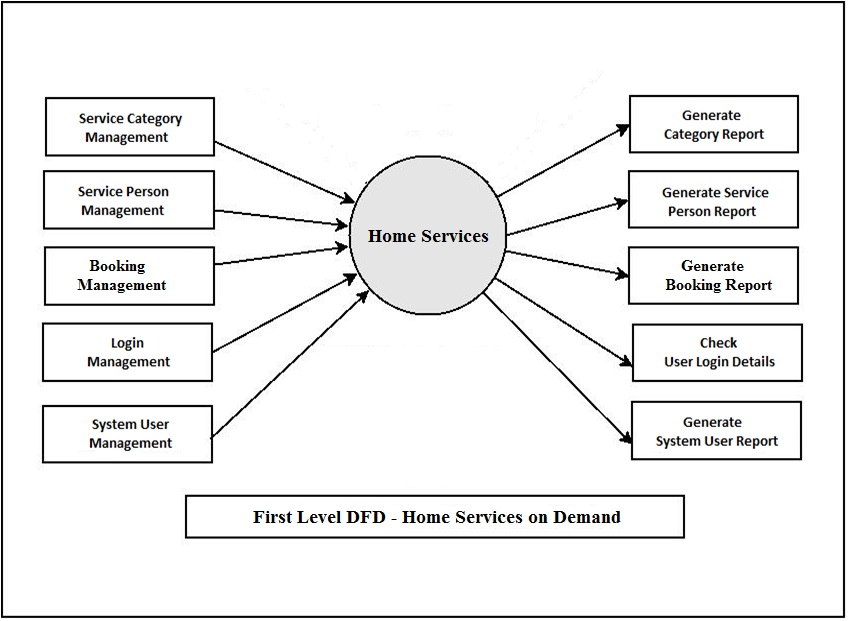 Service Category
Management
Service Person
Management
Booking
Management
Login
Management
System User
Management
Home Services
Generate
Category Report
Generate Service
Person Report
Generate
Booking Report
Check
User Login Details
Generate
System User Report
First Level DFD - Home Services on Demand